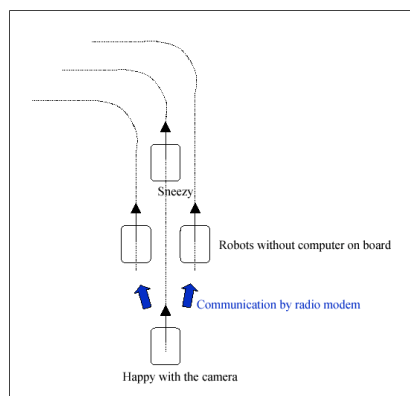 Sneezy
Robots without computer on board
Communication by radio modem
Happy with the camera